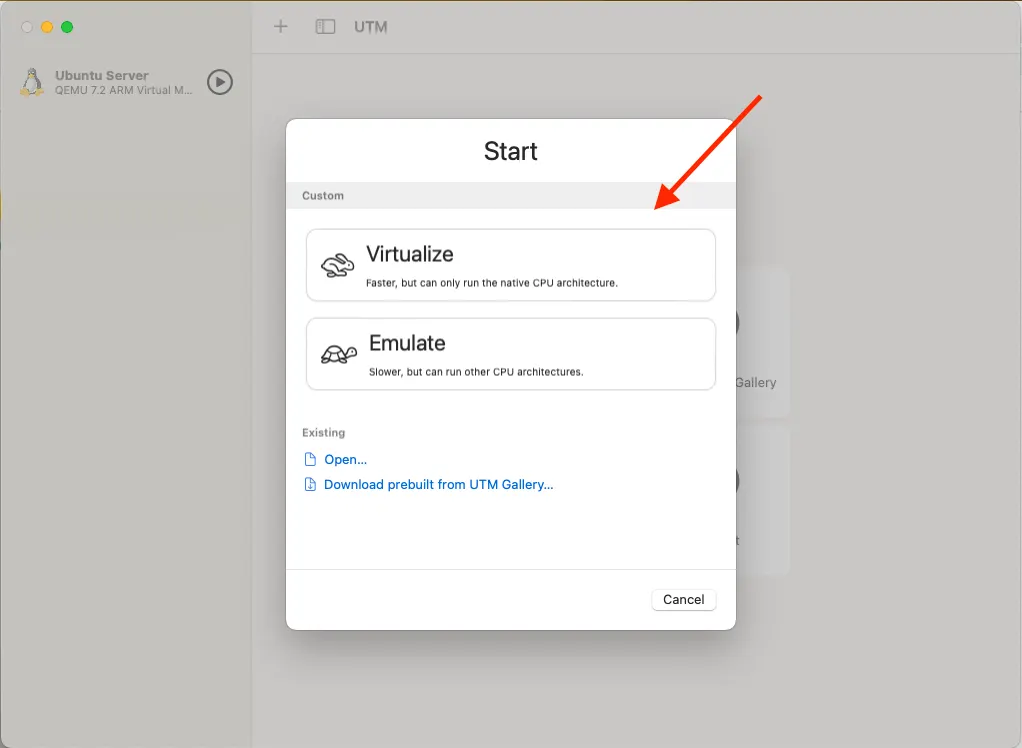 UTM
Ubuntu Server
QEMU 7.2 ARM Virtual M...
Start
Custom
Virtualize
Faster, but can only run the native CPU architecture.
Emulate
Slower, but can run other CPU architectures.
Gallery
Existing
Open...
Download prebuilt from UTM Gallery...
t
Cancel